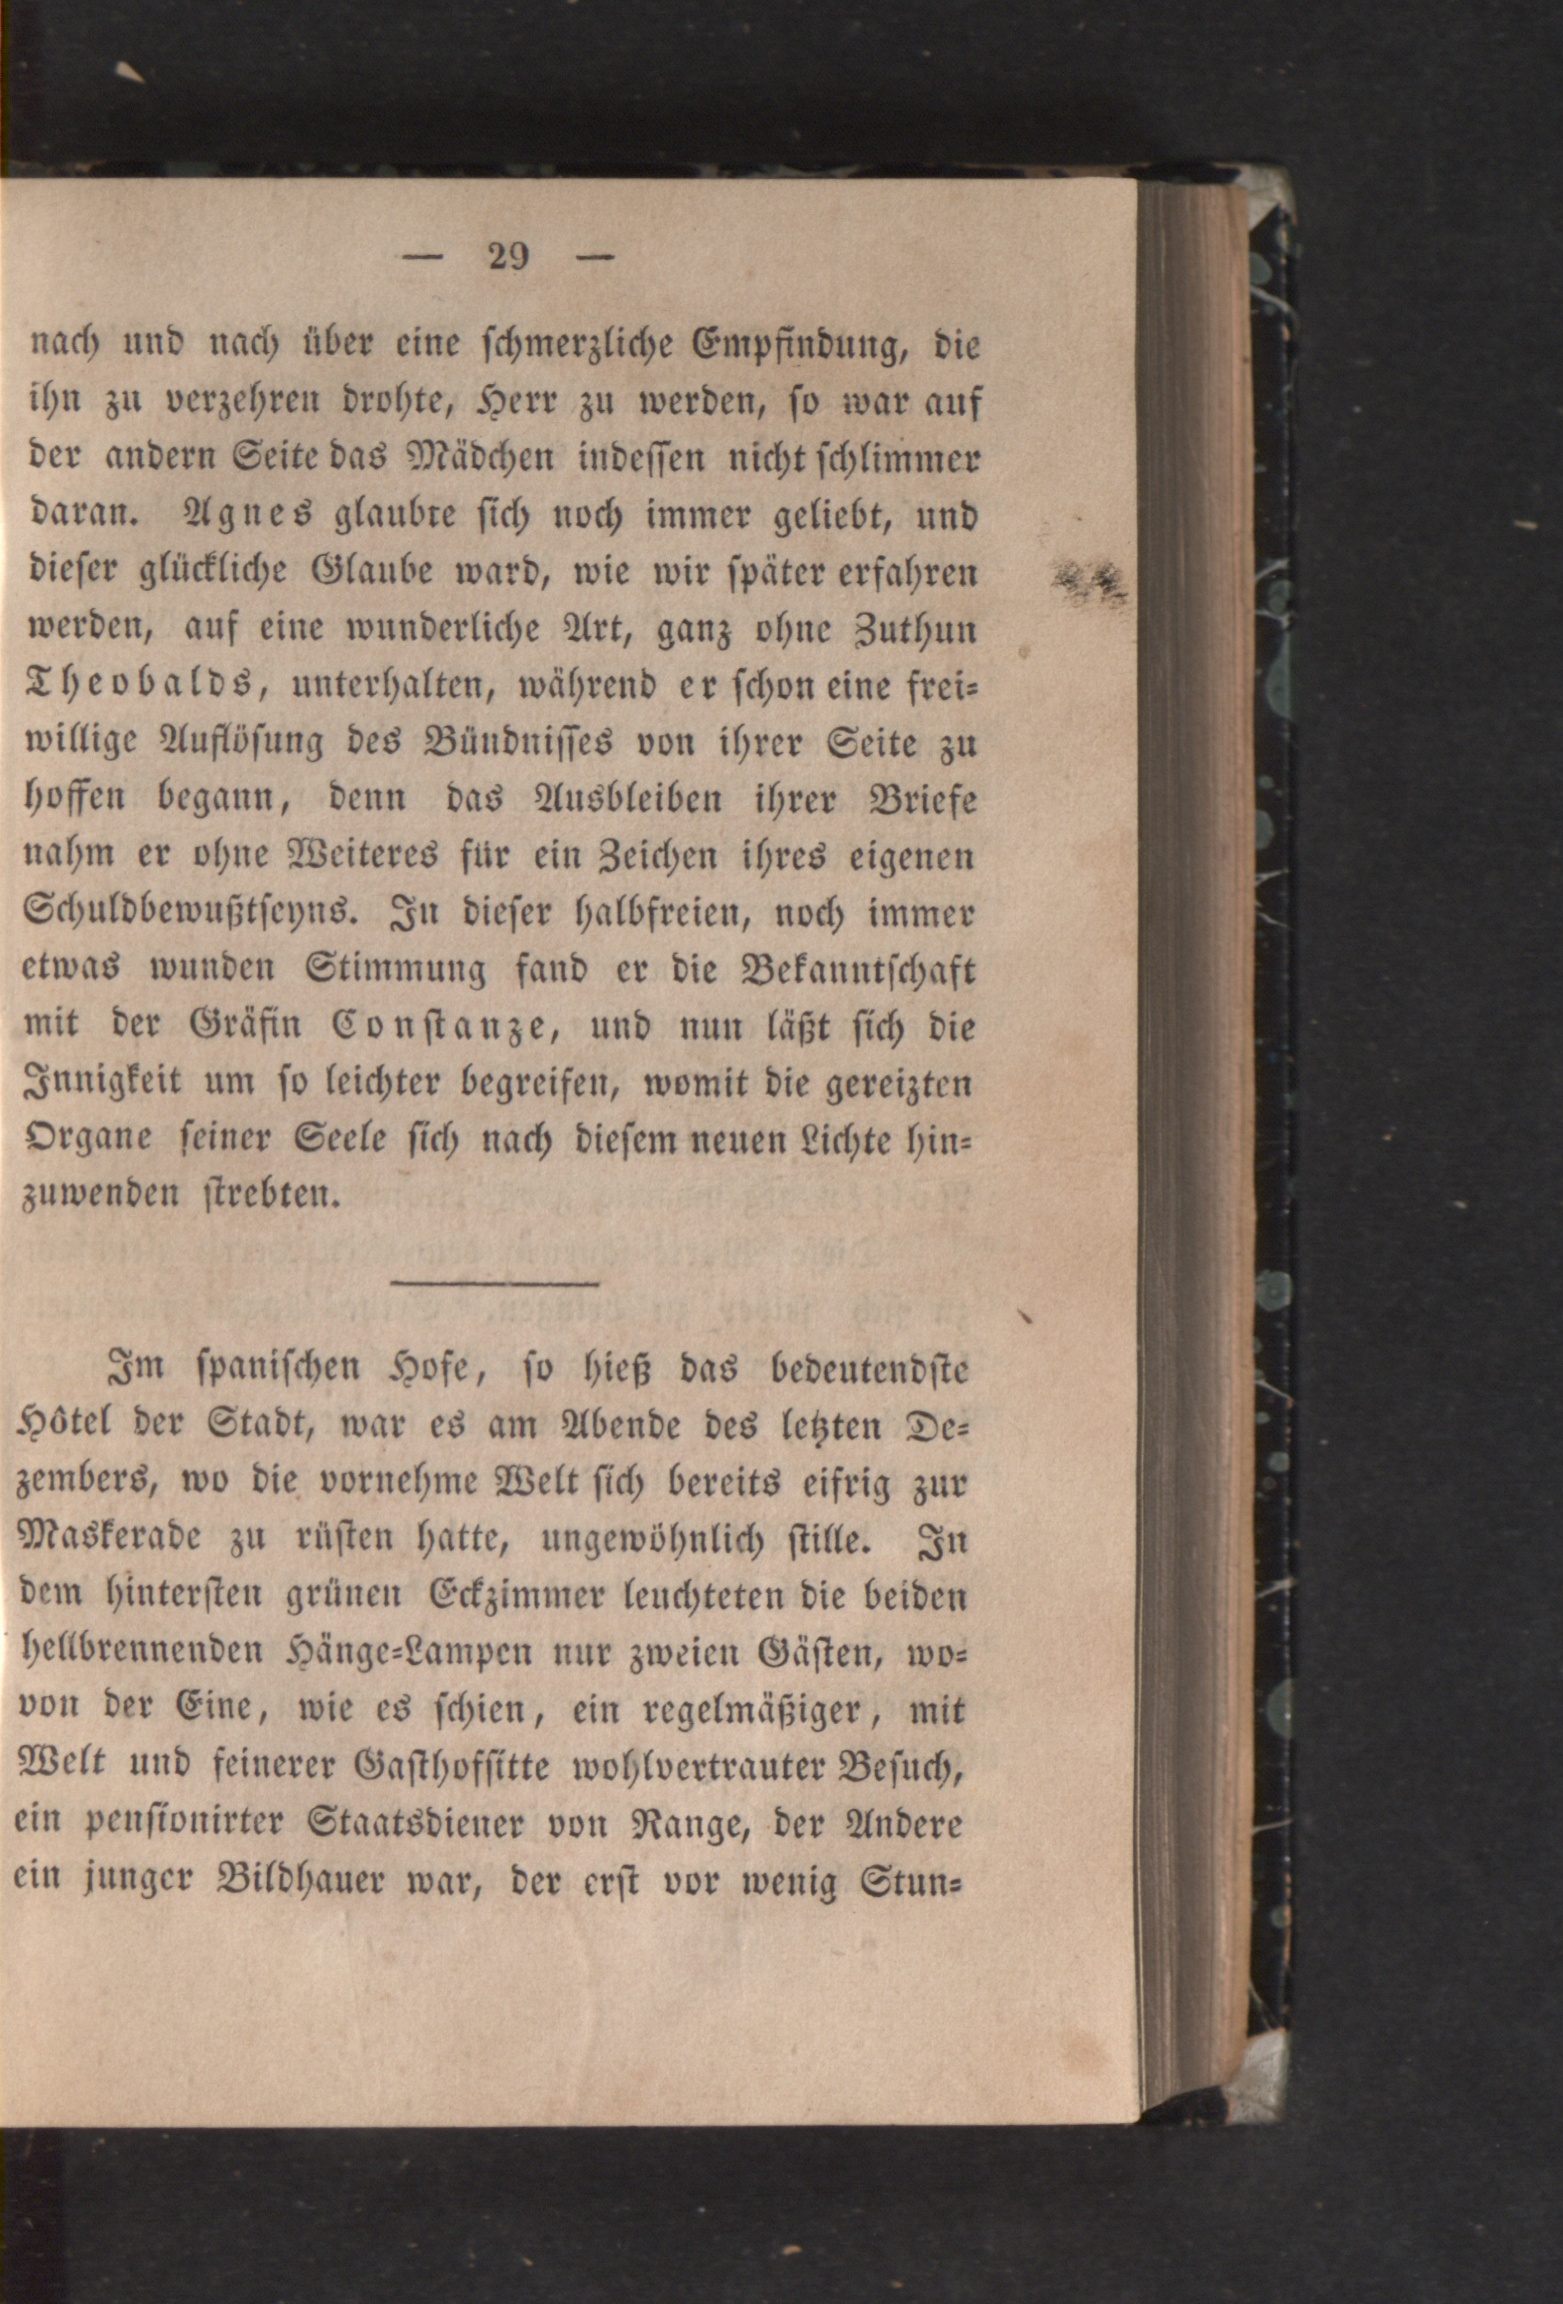 — 29 —
nach und nach über eine schmerzliche Empfindung, die
ihn zu verzehren drohte, Herr zu werden, so war auf
der andern Seite das Mädchen indessen nicht schlimmer
daran. Agnes glaubte sich noch immer geliebt, und
dieser glückliche Glaube ward, wie wir später erfahren
werden, auf eine wunderliche Art, ganz ohne Zuthun
Theobalds, unterhalten, während er schon eine frei-
willige Auflösung des Bündnisses von ihrer Seite zu
hoffen begann, denn das Ausbleiben ihrer Briefe
nahm er ohne Weiteres für ein Zeichen ihres eigenen
Schuldbewußtseyns. In dieser halbfreien, noch immer
etwas wunden Stimmung fand er die Bekanntschaft
mit der Gräfin Constanze, und nun läßt sich die
Innigkeit um so leichter begreifen, womit die gereizten
Organe seiner Seele sich nach diesem neuen Lichte hin-
zuwenden strebten.
Im spanischen Hofe, so hieß das bedeutendste
Hôtel der Stadt, war es am Abende des letzten De-
zembers, wo die vornehme Welt sich bereits eifrig zur
Maskerade zu rüsten hatte, ungewöhnlich stille. In
dem hintersten grünen Eckzimmer leuchteten die beiden
hellbrennenden Hänge-Lampen nur zweien Gästen, wo-
von der Eine, wie es schien, ein regelmäßiger, mit
Welt und feinerer Gasthofsitte wohlvertrauter Besuch,
ein pensionirter Staatsdiener von Range, der Andere
ein junger Bildhauer war, der erst vor wenig Stun-